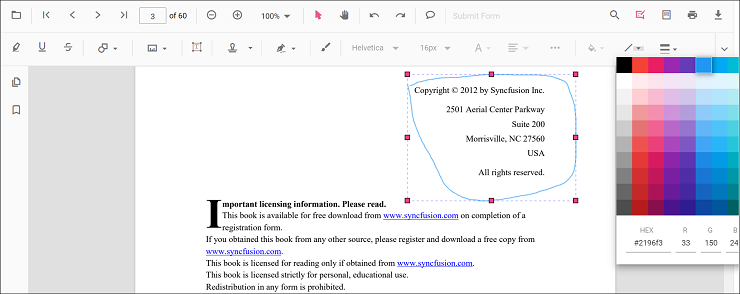 3 of 60 100% Submit Form
Helvetica 16px
Copyright © 2012 by Syncfusion Inc.
2501 Aerial Center Parkway
Suite 200
Morrisville, NC 27560
USA
All rights reserved.
Important licensing information. Please read.
This book is available for free download from www.syncfusion.com on completion of a
registration form.
If you obtained this book from any other source, please register and download a free copy from
www.syncfusion.com.
This book is licensed for reading only if obtained from www.syncfusion.com.
This book is licensed strictly for personal, educational use.
Redistribution in any form is prohibited.
HEX R G B
#2196f3 33 150 24